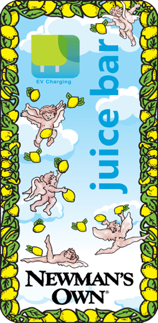 EV Charging
juice bar
NEWMAN'S
OWN®